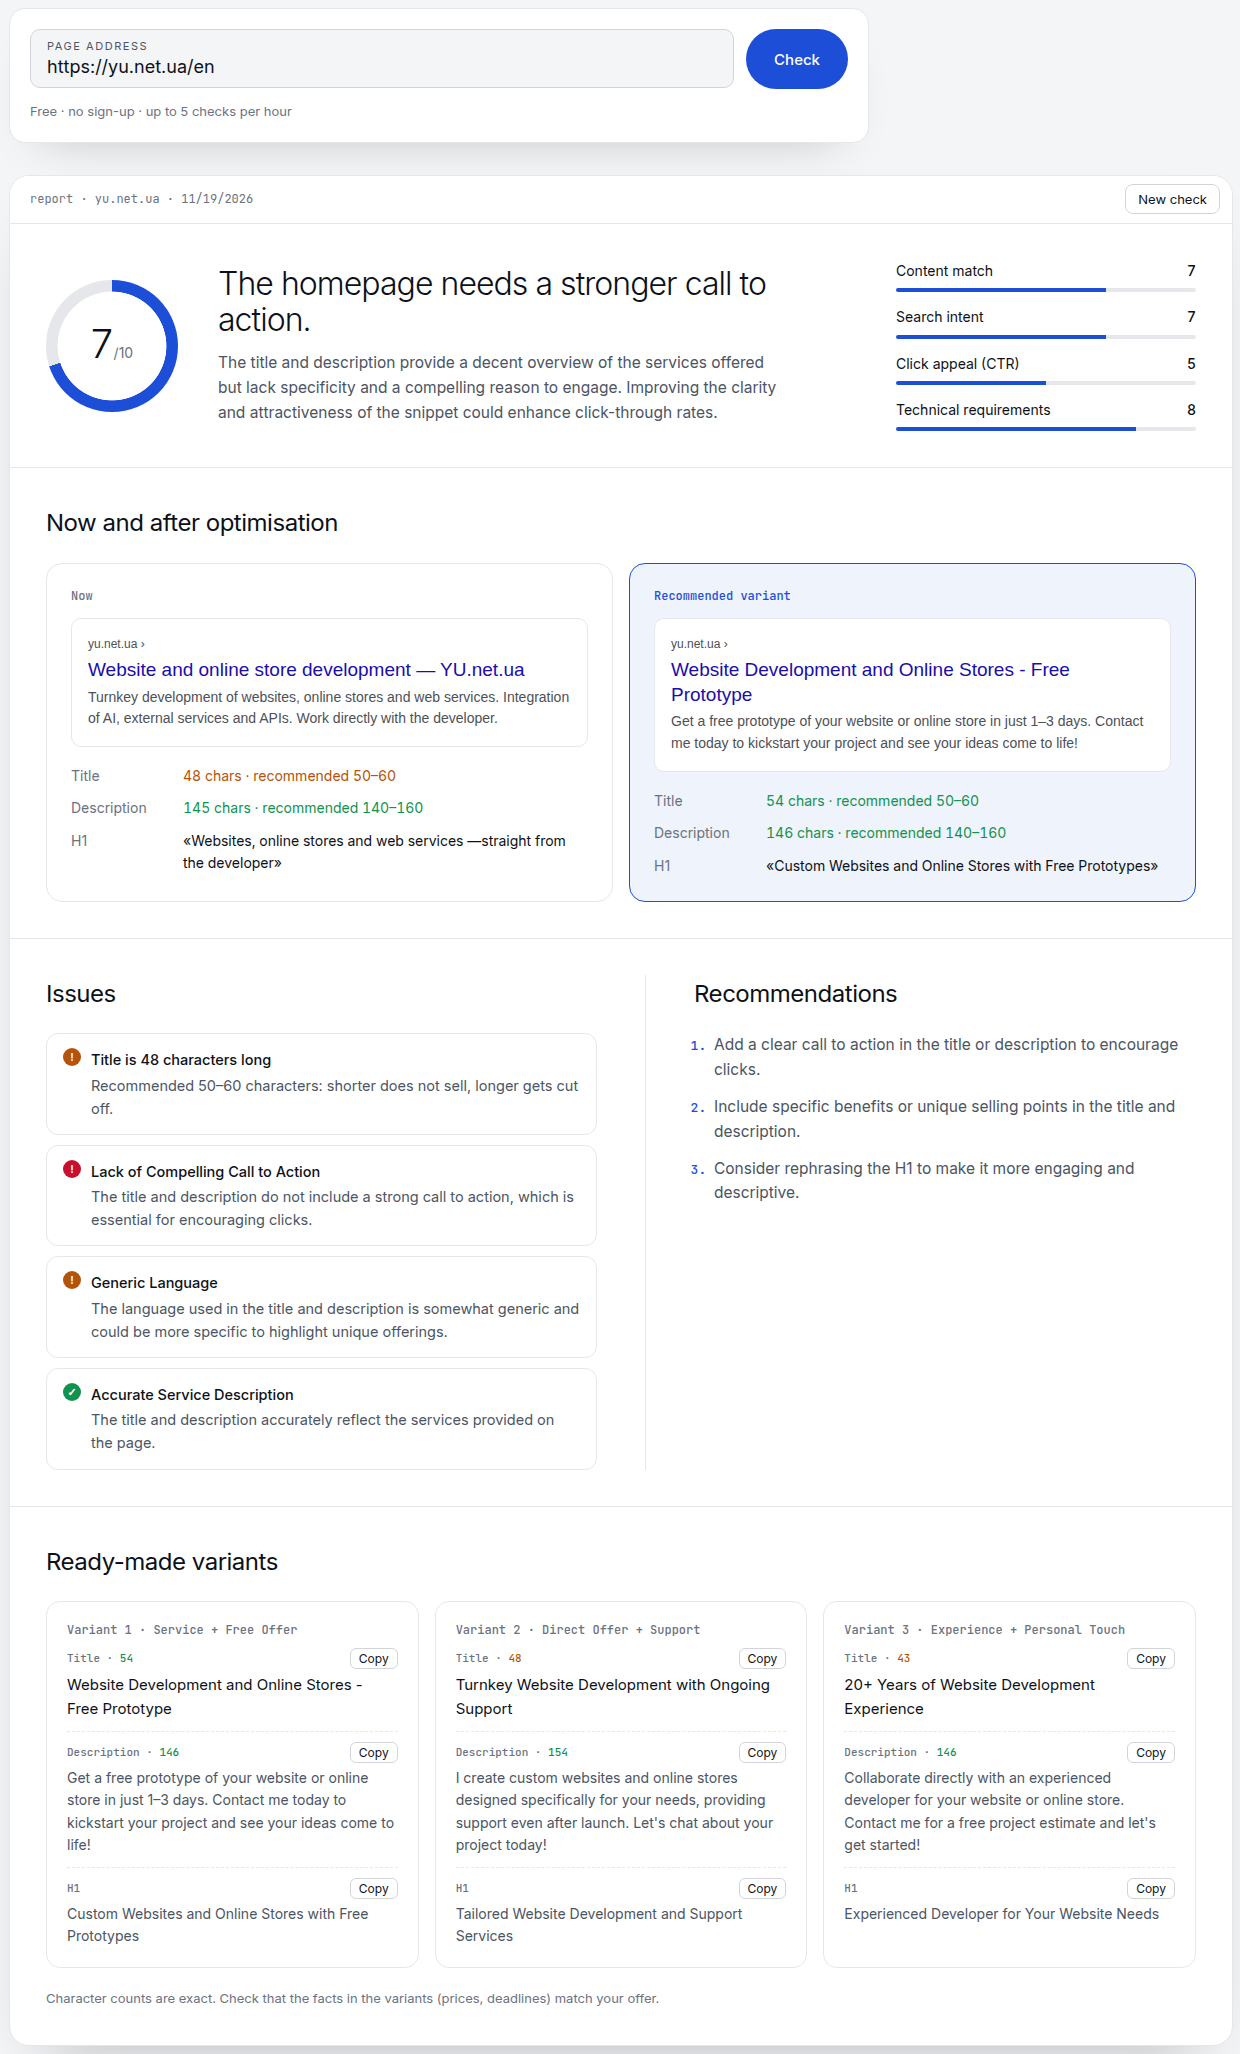 PAGE ADDRESS
https://yu.net.ua/en
Check
Free · no sign-up · up to 5 checks per hour
report · yu.net.ua · 11/19/2026
New check
7/10
The homepage needs a stronger call to
action.
The title and description provide a decent overview of the services offered
but lack specificity and a compelling reason to engage. Improving the clarity
and attractiveness of the snippet could enhance click-through rates.
Content match 7
Search intent 7
Click appeal (CTR) 5
Technical requirements 8
Now and after optimisation
Now
yu.net.ua ›
Website and online store development — YU.net.ua
Turnkey development of websites, online stores and web services. Integration
of AI, external services and APIs. Work directly with the developer.
Title 48 chars · recommended 50–60
Description 145 chars · recommended 140–160
H1 «Websites, online stores and web services —straight from
the developer»
Recommended variant
yu.net.ua ›
Website Development and Online Stores - Free
Prototype
Get a free prototype of your website or online store in just 1–3 days. Contact
me today to kickstart your project and see your ideas come to life!
Title 54 chars · recommended 50–60
Description 146 chars · recommended 140–160
H1 «Custom Websites and Online Stores with Free Prototypes»
Issues
! Title is 48 characters long
Recommended 50–60 characters: shorter does not sell, longer gets cut
off.
! Lack of Compelling Call to Action
The title and description do not include a strong call to action, which is
essential for encouraging clicks.
! Generic Language
The language used in the title and description is somewhat generic and
could be more specific to highlight unique offerings.
✓ Accurate Service Description
The title and description accurately reflect the services provided on
the page.
Recommendations
1. Add a clear call to action in the title or description to encourage
clicks.
2. Include specific benefits or unique selling points in the title and
description.
3. Consider rephrasing the H1 to make it more engaging and
descriptive.
Ready-made variants
Variant 1 · Service + Free Offer
Title · 54 Copy
Website Development and Online Stores -
Free Prototype
Description · 146 Copy
Get a free prototype of your website or online
store in just 1–3 days. Contact me today to
kickstart your project and see your ideas come to
life!
H1 Copy
Custom Websites and Online Stores with Free
Prototypes
Variant 2 · Direct Offer + Support
Title · 48 Copy
Turnkey Website Development with Ongoing
Support
Description · 154 Copy
I create custom websites and online stores
designed specifically for your needs, providing
support even after launch. Let's chat about your
project today!
H1 Copy
Tailored Website Development and Support
Services
Variant 3 · Experience + Personal Touch
Title · 43 Copy
20+ Years of Website Development
Experience
Description · 146 Copy
Collaborate directly with an experienced
developer for your website or online store.
Contact me for a free project estimate and let's
get started!
H1 Copy
Experienced Developer for Your Website Needs
Character counts are exact. Check that the facts in the variants (prices, deadlines) match your offer.